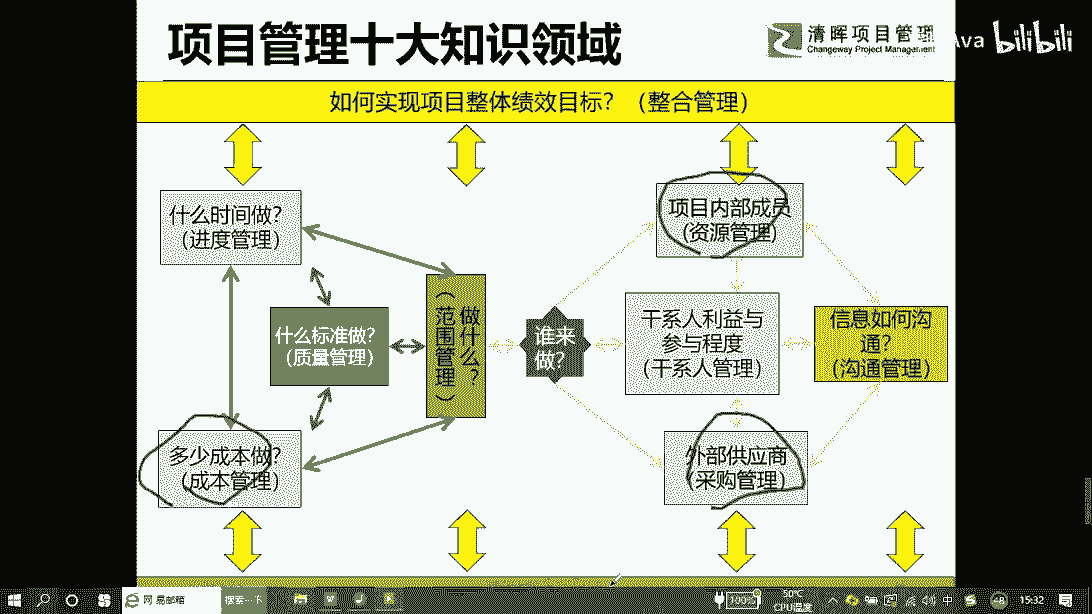 项目管理十大知识领域
清晖项目管理
Changeway Project Management
Ava bilibili
如何实现项目整体绩效目标？（整合管理）
什么时间做？
（进度管理）
什么标准做？
（质量管理）
多少成本做？
（成本管理）
做什么？
（范围管理）
谁来
做？
项目内部成员
（资源管理）
干系人利益与
参与程度
（干系人管理）
外部供应商
（采购管理）
信息如何沟
通？
（沟通管理）
网易邮箱
搜索一下
100%
50℃
CPU温度
中
48
15:32